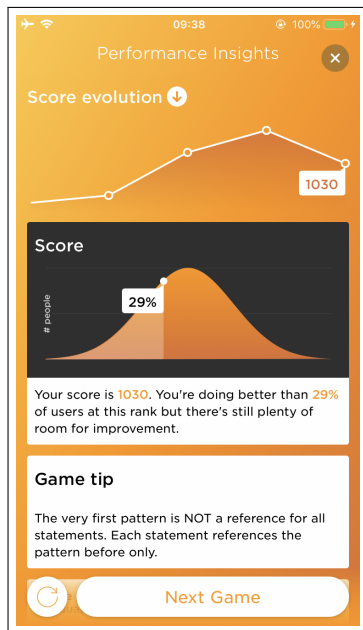 09:38
100%
Performance Insights
Score evolution
1030
Score
# people
29%
Your score is 1030. You're doing better than 29%
of users at this rank but there's still plenty of
room for improvement.
Game tip
The very first pattern is NOT a reference for all
statements. Each statement references the
pattern before only.
Next Game